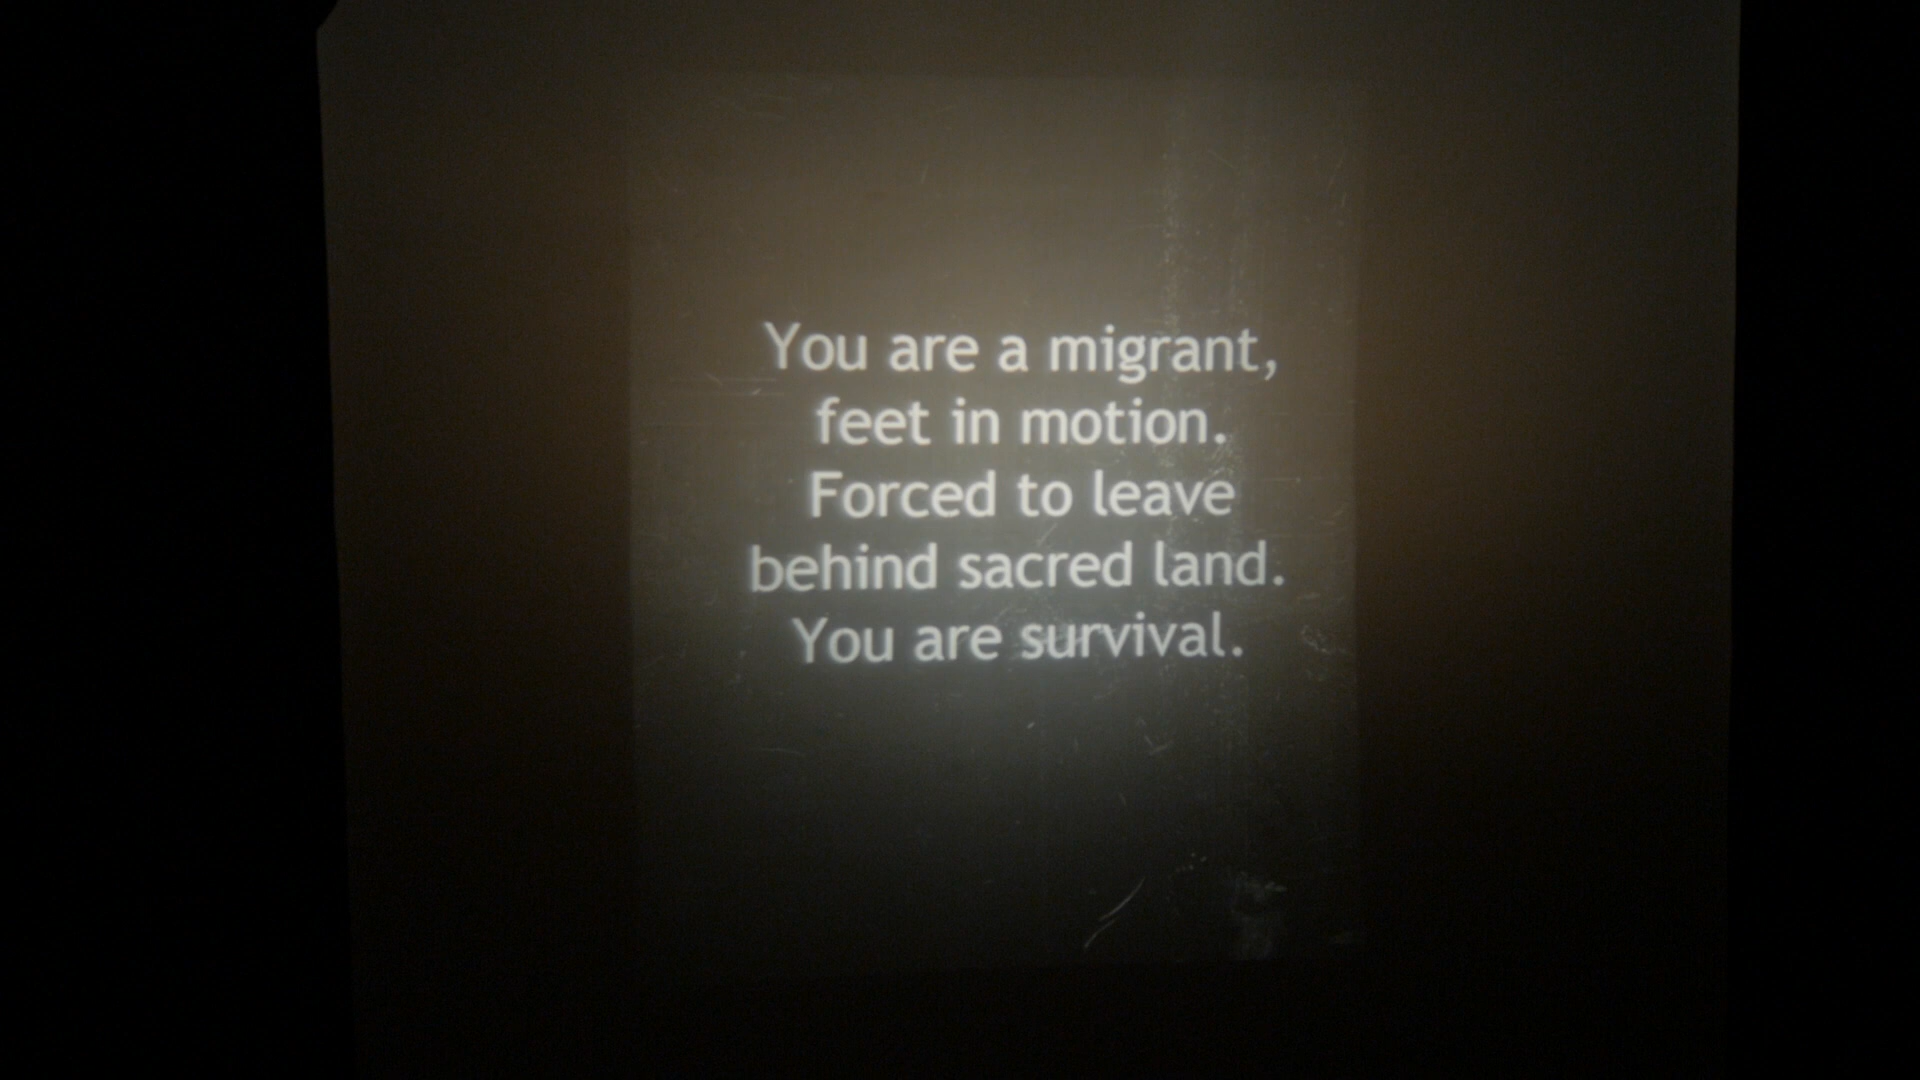 You are a migrant,
feet in motion.
Forced to leave
behind sacred land.
You are survival.